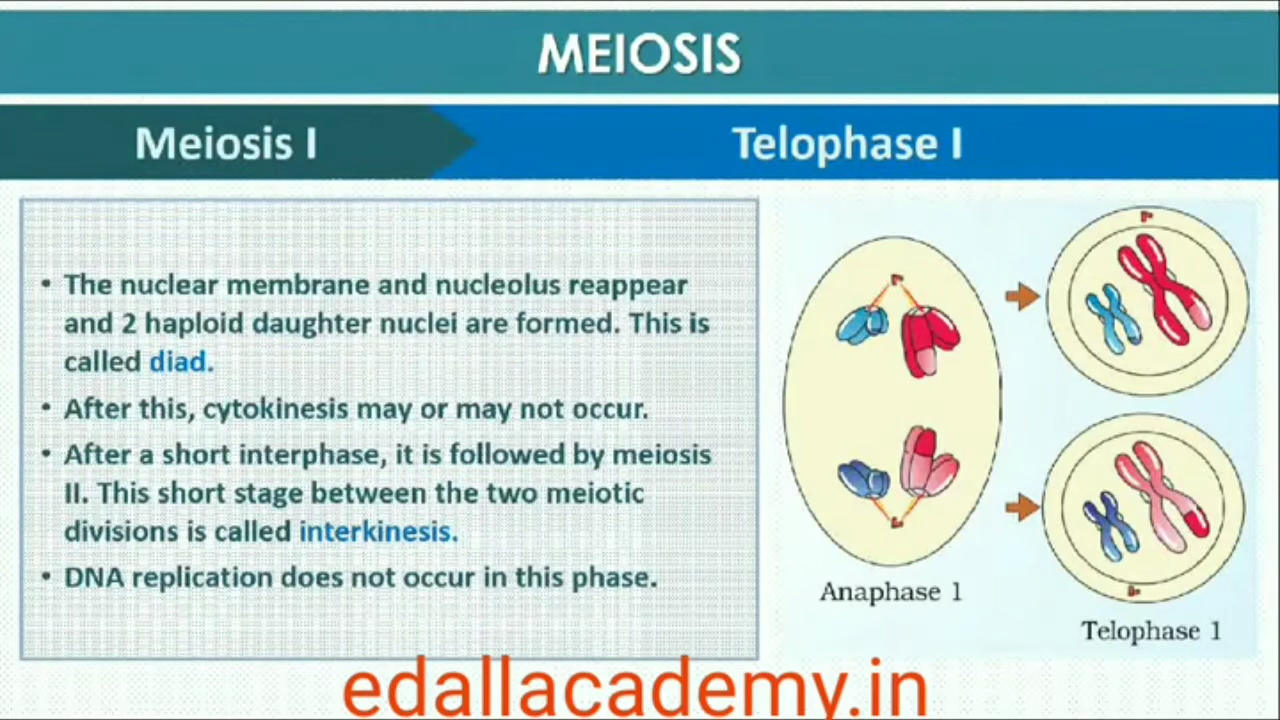 MEIOSIS
Meiosis I
Telophase I
• The nuclear membrane and nucleolus reappear
and 2 haploid daughter nuclei are formed. This is
called diad.
• After this, cytokinesis may or may not occur.
• After a short interphase, it is followed by meiosis
II. This short stage between the two meiotic
divisions is called interkinesis.
• DNA replication does not occur in this phase.
Anaphase 1
Telophase 1
edallacademy.in